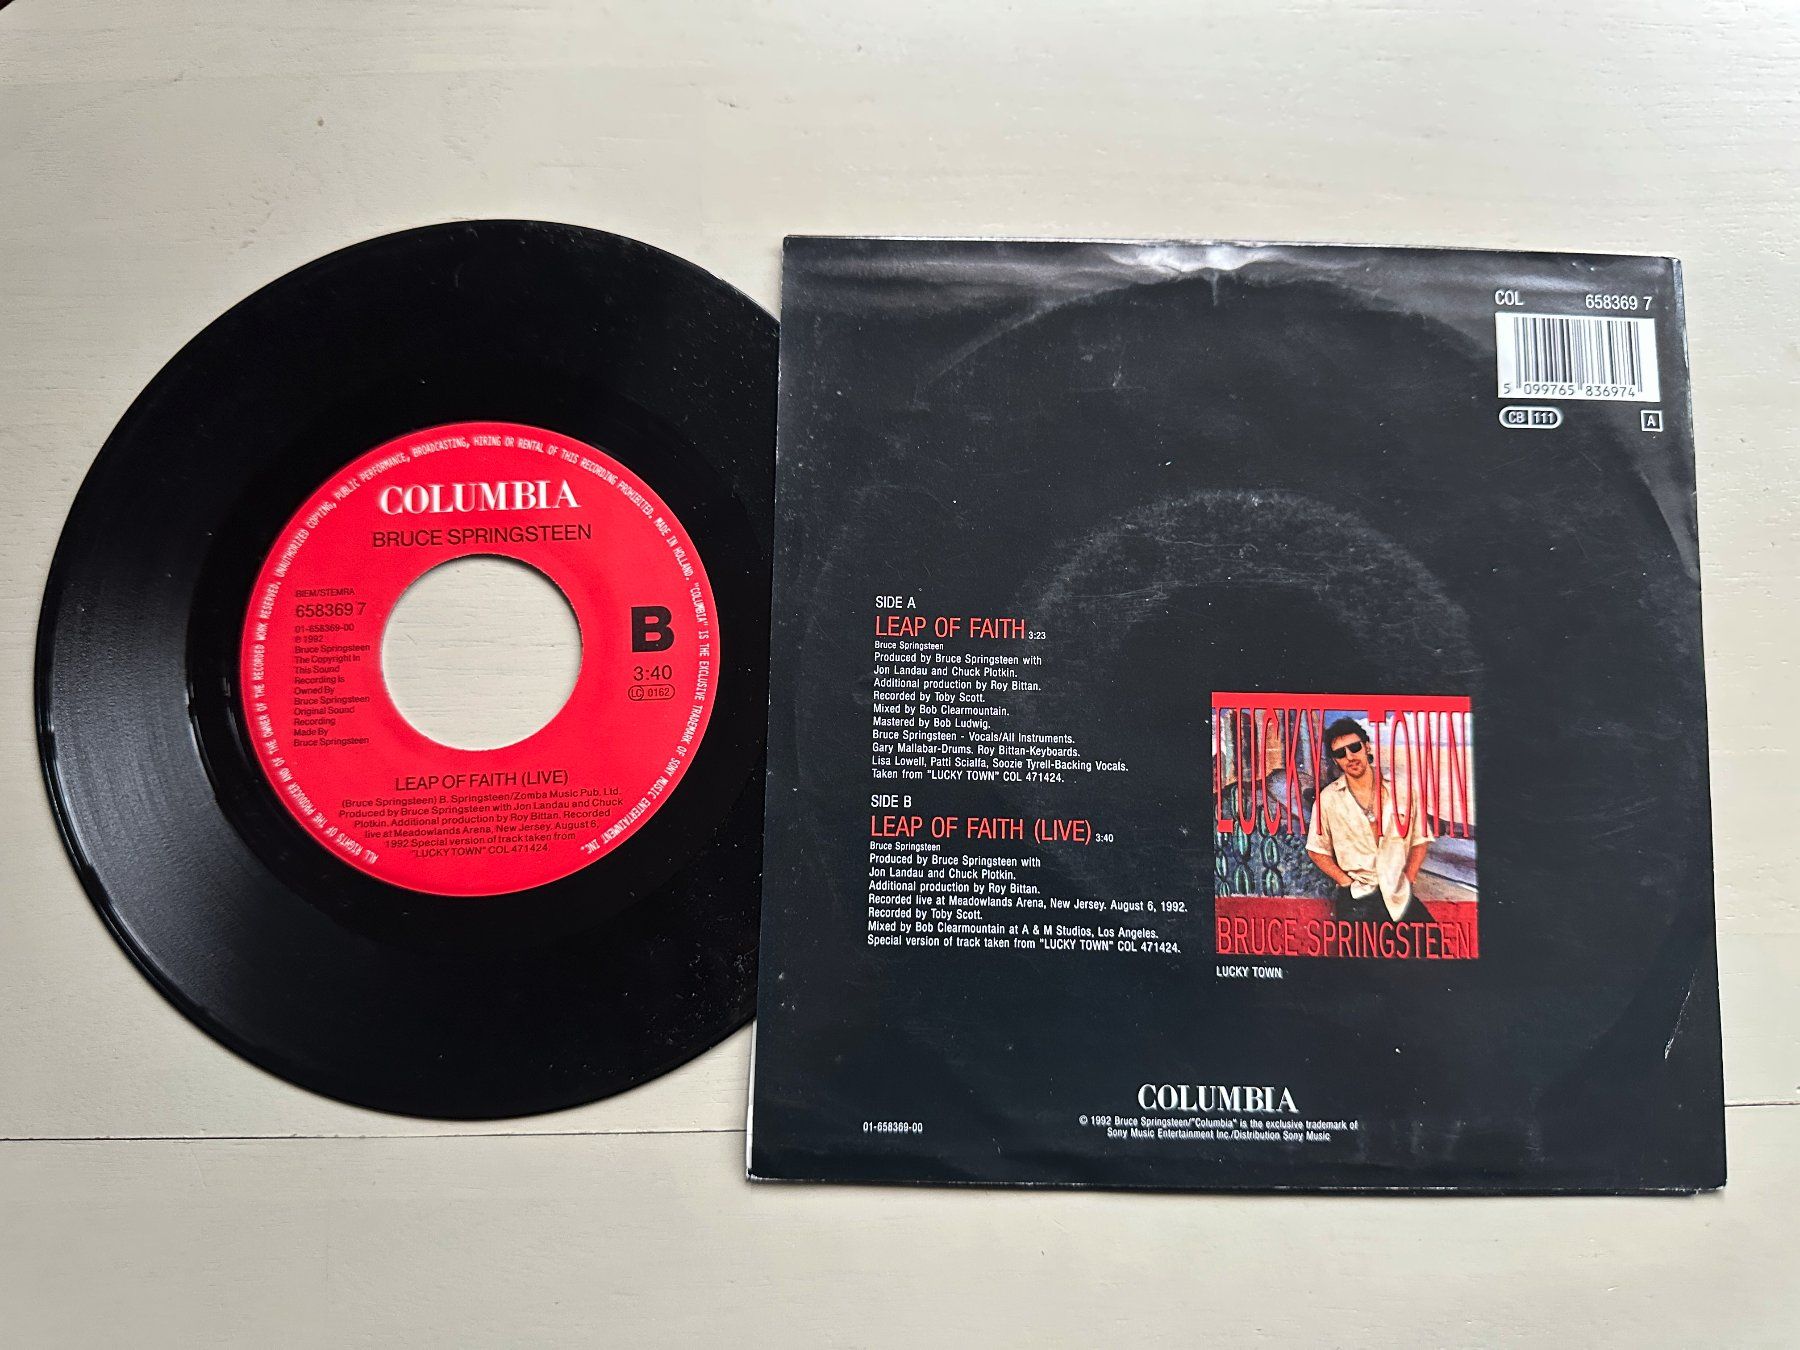 UNAUTHORIZED COPYING, PUBLIC PERFORMANCE, BROADCASTING, HIRING OR RENTAL OF THIS RECORDING PROHIBITED. MADE IN HOLLAND. "COLUMBIA" IS THE EXCLUSIVE TRADEMARK OF SONY MUSIC ENTERTAINMENT INC.
ALL RIGHTS OF THE PRODUCER AND OF THE OWNER OF THE RECORDED WORK RESERVED.
COLUMBIA
BRUCE SPRINGSTEEN
BIEM/STEMRA
658369 7
01-658369-00
℗ 1992
Bruce Springsteen
The Copyright In
This Sound
Recording Is
Owned By
Bruce Springsteen
Original Sound
Recording
Made By
Bruce Springsteen
B
3:40
LC 0162
LEAP OF FAITH (LIVE)
(Bruce Springsteen) B. Springsteen/Zomba Music Pub. Ltd.
Produced by Bruce Springsteen with Jon Landau and Chuck
Plotkin. Additional production by Roy Bittan. Recorded
live at Meadowlands Arena, New Jersey. August 6,
1992 Special version of track taken from
"LUCKY TOWN" COL 471424.
COL 658369 7
5 099765 836974
CB 111
A
SIDE A
LEAP OF FAITH 3:23
Bruce Springsteen
Produced by Bruce Springsteen with
Jon Landau and Chuck Plotkin.
Additional production by Roy Bittan.
Recorded by Toby Scott.
Mixed by Bob Clearmountain.
Mastered by Bob Ludwig.
Bruce Springsteen - Vocals/All Instruments.
Gary Mallabar-Drums. Roy Bittan-Keyboards.
Lisa Lowell, Patti Scialfa, Soozie Tyrell-Backing Vocals.
Taken from "LUCKY TOWN" COL 471424.
SIDE B
LEAP OF FAITH (LIVE) 3:40
Bruce Springsteen
Produced by Bruce Springsteen with
Jon Landau and Chuck Plotkin.
Additional production by Roy Bittan.
Recorded live at Meadowlands Arena, New Jersey. August 6, 1992.
Recorded by Toby Scott.
Mixed by Bob Clearmountain at A & M Studios, Los Angeles.
Special version of track taken from "LUCKY TOWN" COL 471424.
LUCKY TOWN
BRUCE SPRINGSTEEN
LUCKY TOWN
COLUMBIA
© 1992 Bruce Springsteen/"Columbia" is the exclusive trademark of
Sony Music Entertainment Inc./Distribution Sony Music
01-658369-00